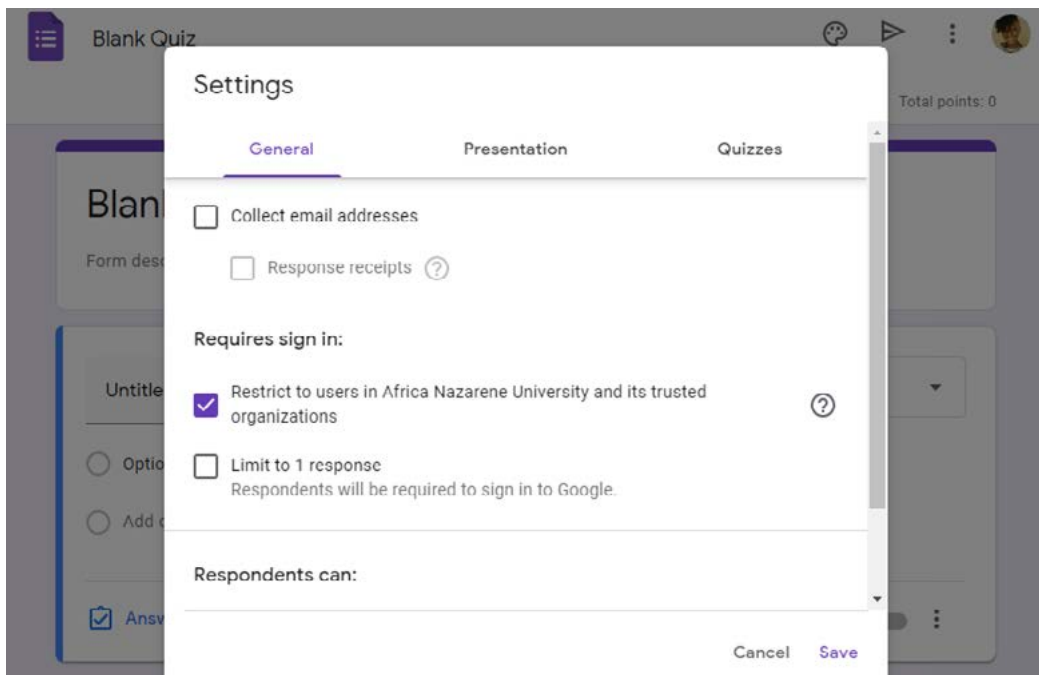 Blank Quiz
Settings
Total points: 0
General Presentation Quizzes
Blan
Collect email addresses
Form desc
Response receipts
Requires sign in:
Untitle
Restrict to users in Africa Nazarene University and its trusted
organizations
Optio
Limit to 1 response
Respondents will be required to sign in to Google.
Add o
Respondents can:
Answ
Cancel Save